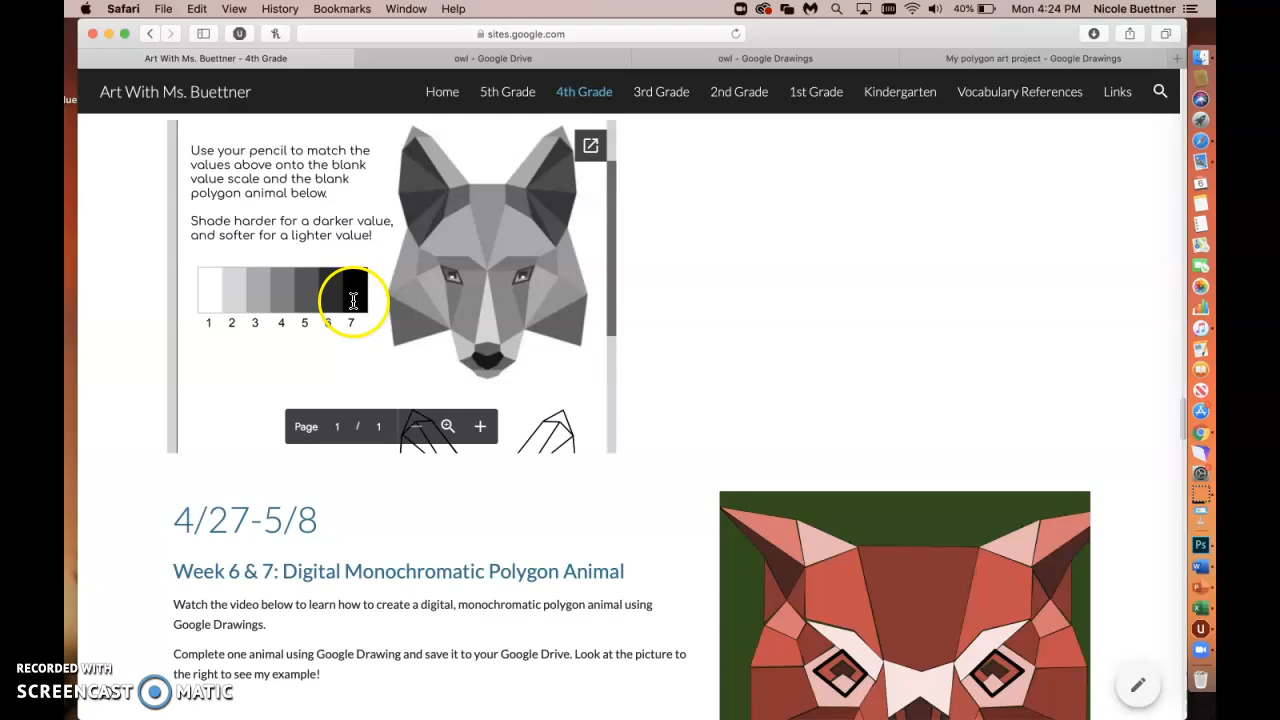 Safari File Edit View History Bookmarks Window Help 40% Mon 4:24 PM Nicole Buettner
sites.google.com
Art With Ms. Buettner - 4th Grade owl - Google Drive owl - Google Drawings My polygon art project - Google Drawings
Art With Ms. Buettner Home 5th Grade 4th Grade 3rd Grade 2nd Grade 1st Grade Kindergarten Vocabulary References Links
Use your pencil to match the
values above onto the blank
value scale and the blank
polygon animal below.
Shade harder for a darker value,
and softer for a lighter value!
1 2 3 4 5 6 7
Page 1 / 1
4/27-5/8
Week 6 & 7: Digital Monochromatic Polygon Animal
Watch the video below to learn how to create a digital, monochromatic polygon animal using
Google Drawings.
Complete one animal using Google Drawing and save it to your Google Drive. Look at the picture to
the right to see my example!
RECORDED WITH
SCREENCAST MATIC